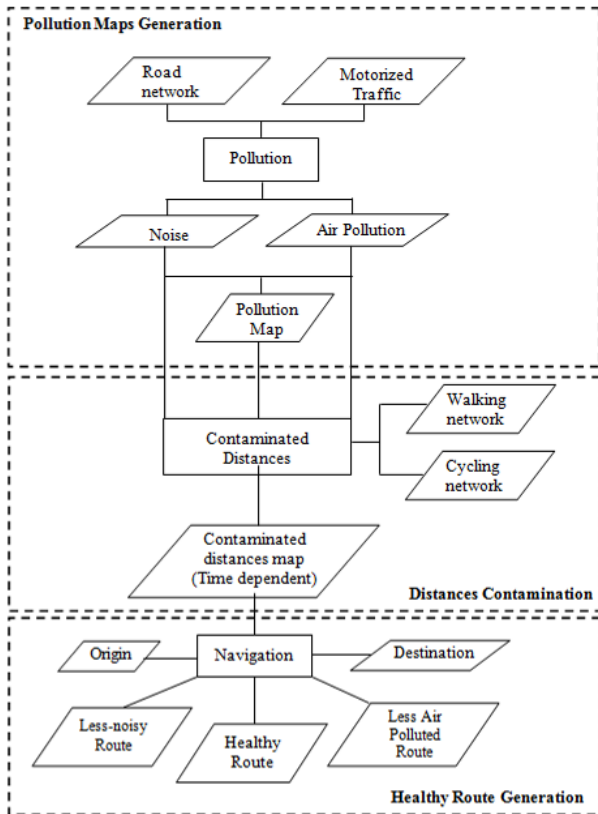 Pollution Maps Generation
Road
network
Motorized
Traffic
Pollution
Noise
Air Pollution
Pollution
Map
Contaminated
Distances
Walking
network
Cycling
network
Contaminated
distances map
(Time dependent)
Distances Contamination
Origin
Navigation
Destination
Less-noisy
Route
Healthy
Route
Less Air
Polluted
Route
Healthy Route Generation